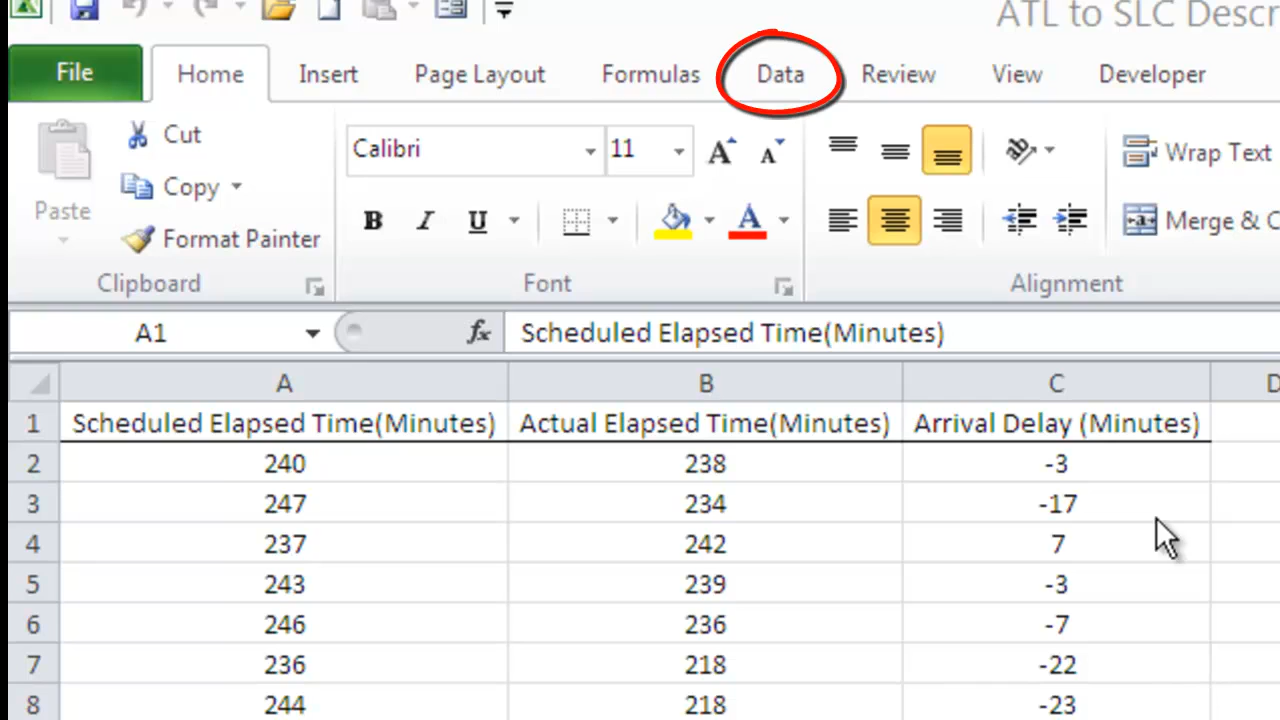 ATL to SLC Descr
File Home Insert Page Layout Formulas Data Review View Developer
Cut
Copy
Paste
Format Painter
Clipboard
Calibri 11 A A
B I U A
Font
ab
Wrap Text
Merge & C
Alignment
A1 fx Scheduled Elapsed Time(Minutes)
A B C D
1 Scheduled Elapsed Time(Minutes) Actual Elapsed Time(Minutes) Arrival Delay (Minutes)
2 240 238 -3
3 247 234 -17
4 237 242 7
5 243 239 -3
6 246 236 -7
7 236 218 -22
8 244 218 -23